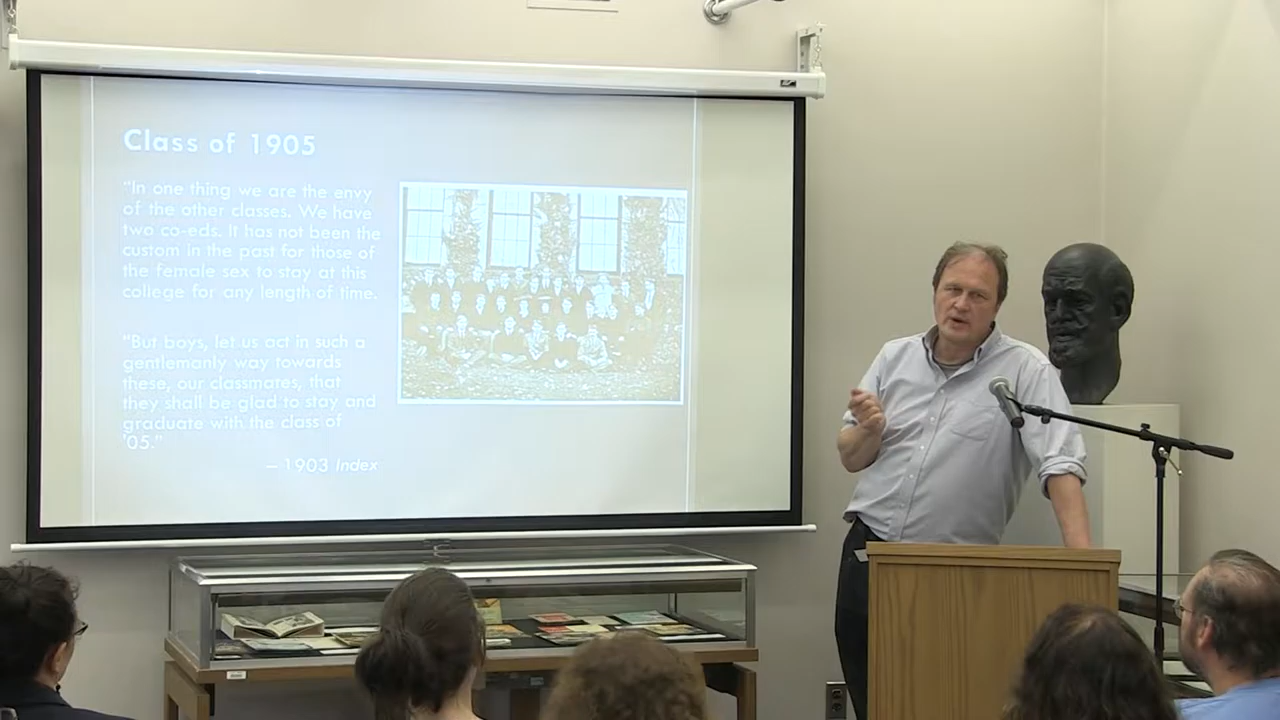 Class of 1905
"In one thing we are the envy
of the other classes. We have
two co-eds. It has not been the
custom in the past for those of
the female sex to stay at this
college for any length of time.
"But boys, let us act in such a
gentlemanly way towards
these, our classmates, that
they shall be glad to stay and
graduate with the class of
'05."
– 1903 Index